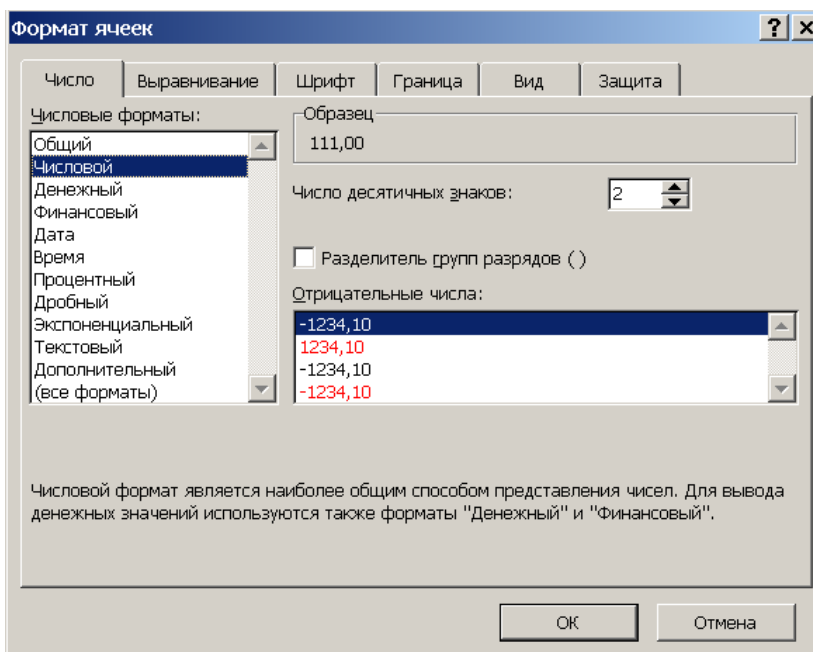 Формат ячеек
Число Выравнивание Шрифт Граница Вид Защита
Числовые форматы:
Общий
Числовой
Денежный
Финансовый
Дата
Время
Процентный
Дробный
Экспоненциальный
Текстовый
Дополнительный
(все форматы)
Образец
111,00
Число десятичных знаков: 2
Разделитель групп разрядов ( )
Отрицательные числа:
-1234,10
1234,10
-1234,10
-1234,10
Числовой формат является наиболее общим способом представления чисел. Для вывода
денежных значений используются также форматы "Денежный" и "Финансовый".
ОК Отмена